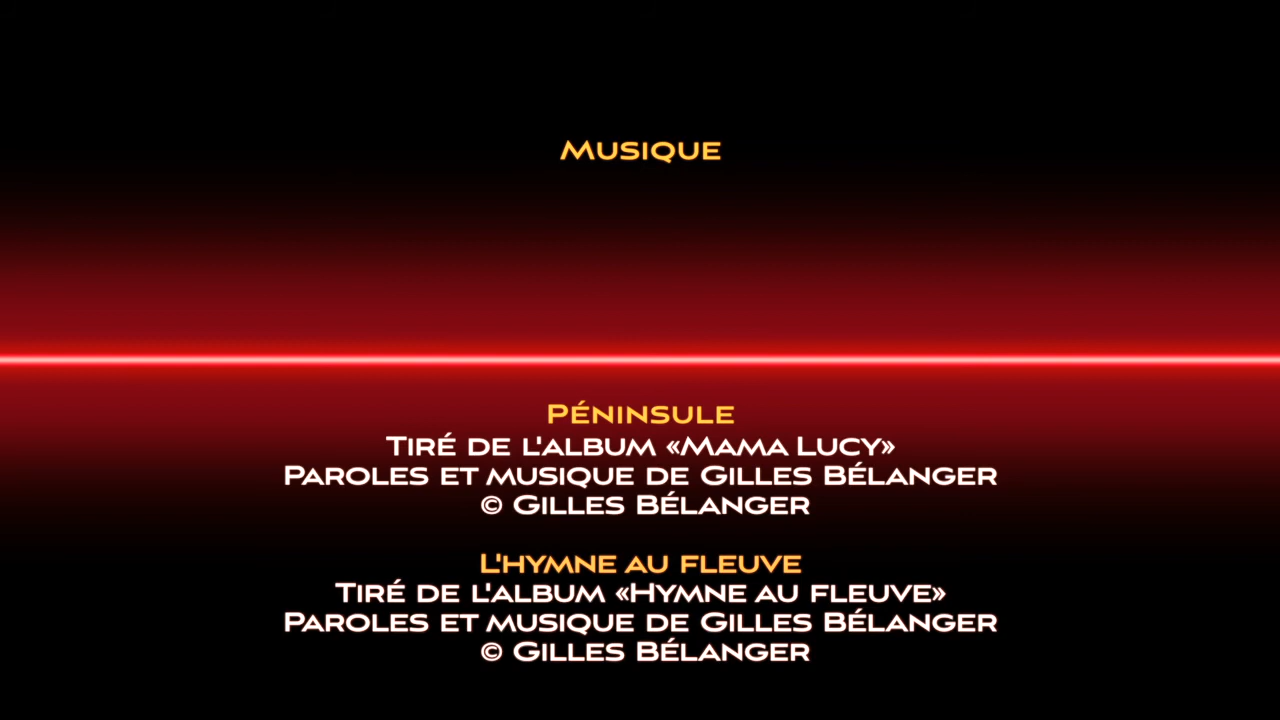 Musique
Péninsule
Tiré de l'album «Mama Lucy»
Paroles et musique de Gilles Bélanger
© Gilles Bélanger
L'hymne au fleuve
Tiré de l'album «Hymne au fleuve»
Paroles et musique de Gilles Bélanger
© Gilles Bélanger